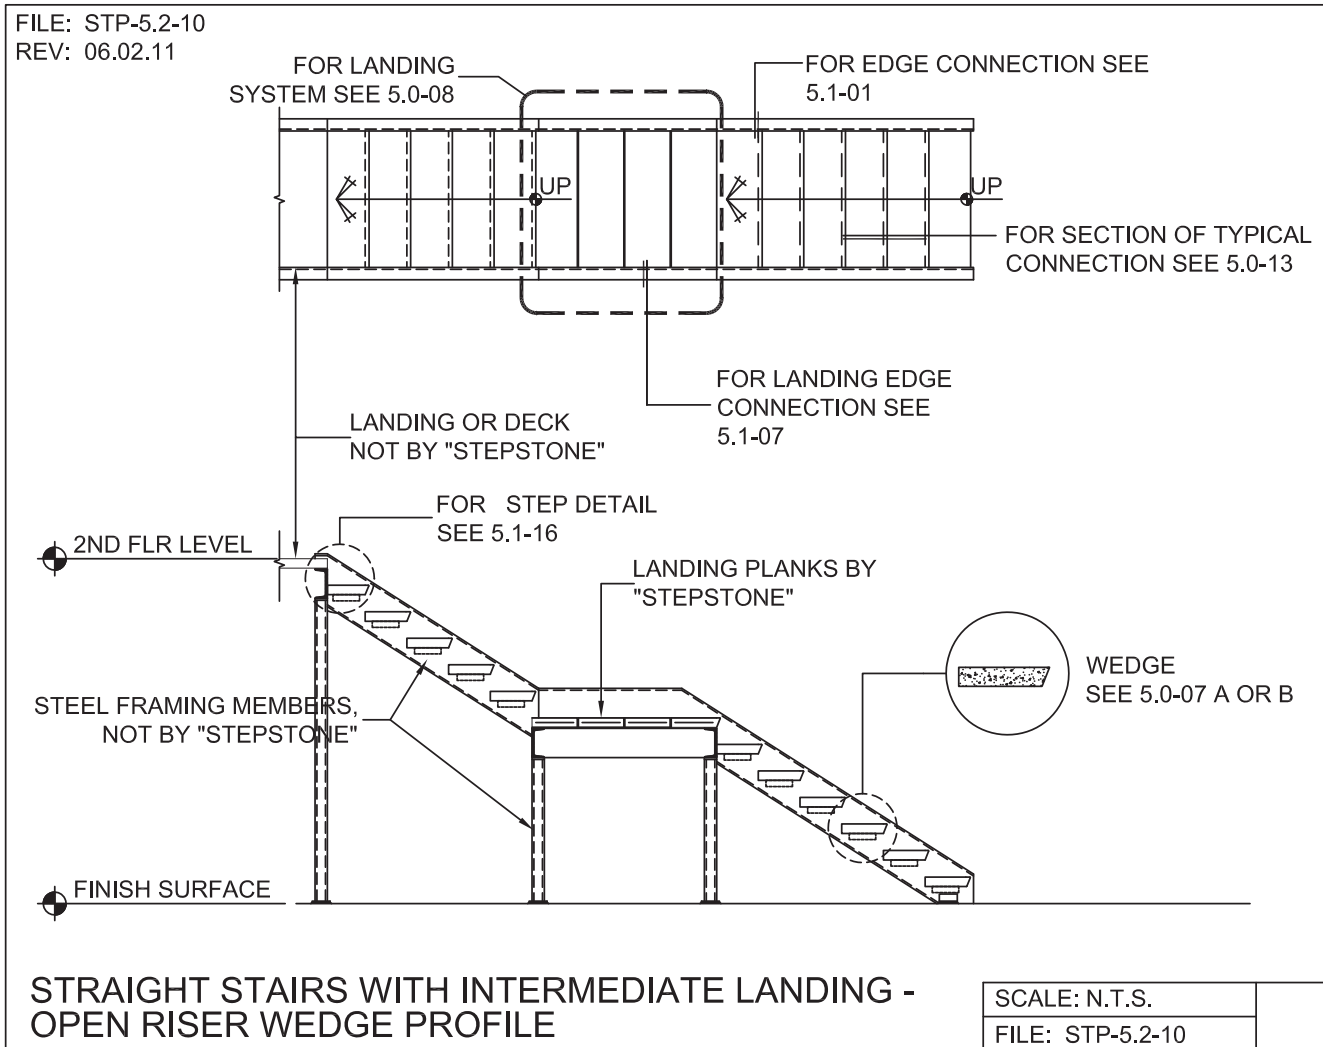 FILE: STP-5.2-10
REV: 06.02.11
FOR LANDING
SYSTEM SEE 5.0-08
FOR EDGE CONNECTION SEE
5.1-01
UP
UP
FOR SECTION OF TYPICAL
CONNECTION SEE 5.0-13
FOR LANDING EDGE
CONNECTION SEE
5.1-07
LANDING OR DECK
NOT BY "STEPSTONE"
FOR STEP DETAIL
SEE 5.1-16
2ND FLR LEVEL
LANDING PLANKS BY
"STEPSTONE"
WEDGE
SEE 5.0-07 A OR B
STEEL FRAMING MEMBERS,
NOT BY "STEPSTONE"
FINISH SURFACE
STRAIGHT STAIRS WITH INTERMEDIATE LANDING -
OPEN RISER WEDGE PROFILE
SCALE: N.T.S.
FILE: STP-5.2-10